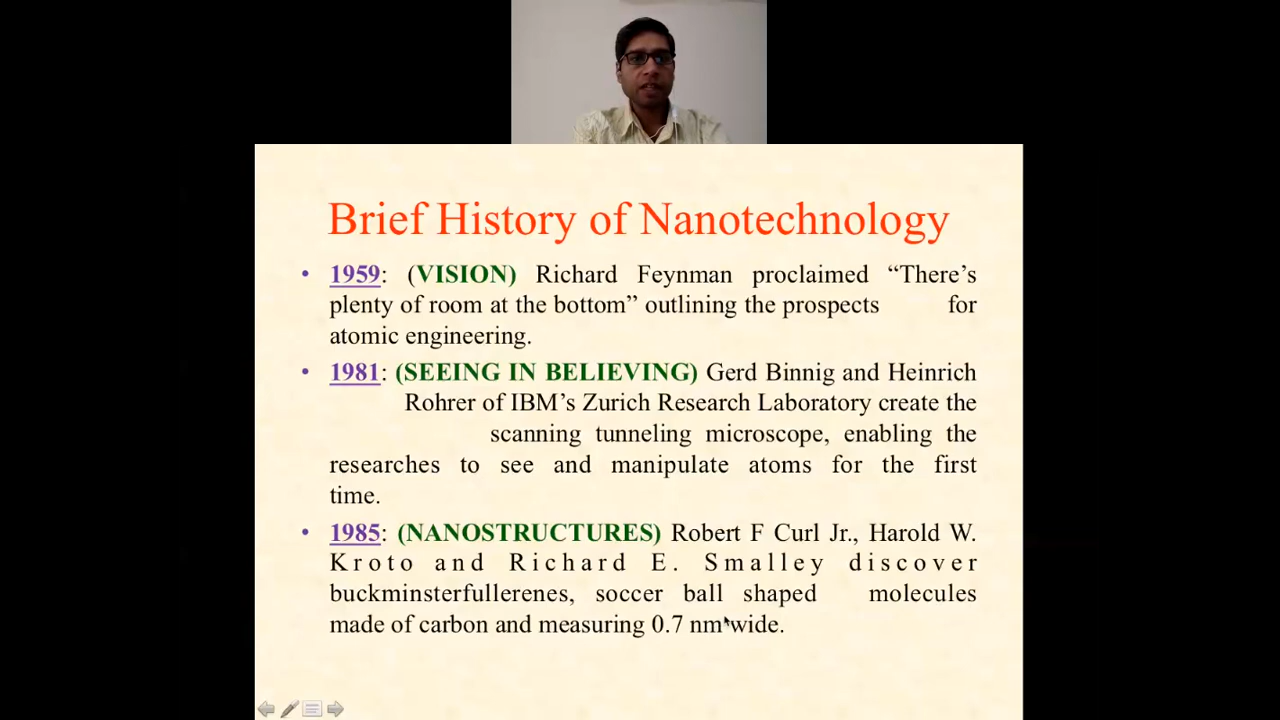 Brief History of Nanotechnology
• 1959: (VISION) Richard Feynman proclaimed “There’s
plenty of room at the bottom” outlining the prospects for
atomic engineering.
• 1981: (SEEING IN BELIEVING) Gerd Binnig and Heinrich
Rohrer of IBM’s Zurich Research Laboratory create the
scanning tunneling microscope, enabling the
researches to see and manipulate atoms for the first
time.
• 1985: (NANOSTRUCTURES) Robert F Curl Jr., Harold W.
Kroto and Richard E. Smalley discover
buckminsterfullerenes, soccer ball shaped molecules
made of carbon and measuring 0.7 nm wide.